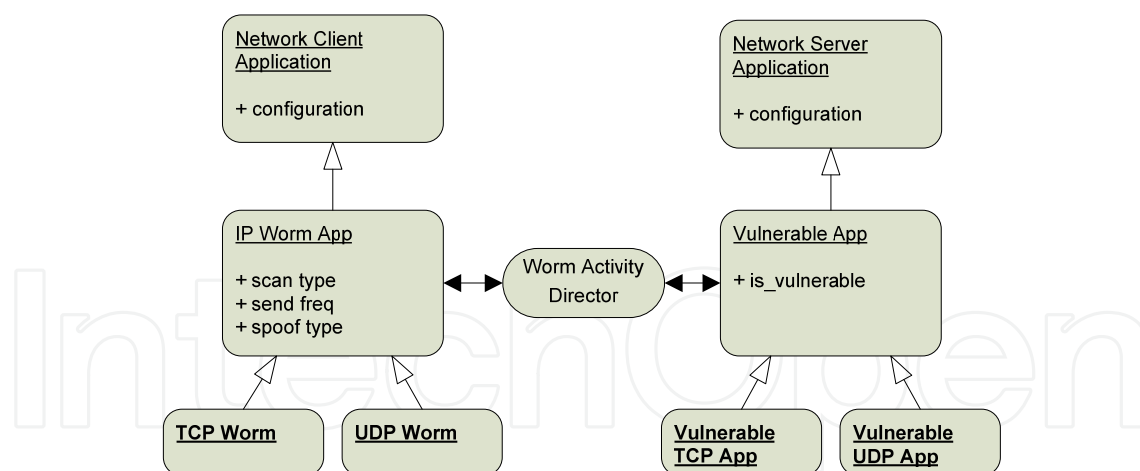 Network Client
Application
+ configuration
Network Server
Application
+ configuration
IP Worm App
+ scan type
+ send freq
+ spoof type
Worm Activity
Director
Vulnerable App
+ is_vulnerable
TCP Worm
UDP Worm
Vulnerable
TCP App
Vulnerable
UDP App
IntechOpen